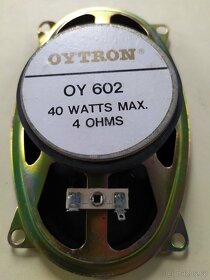 OYTRON
OY 602
40 WATTS MAX.
4 OHMS